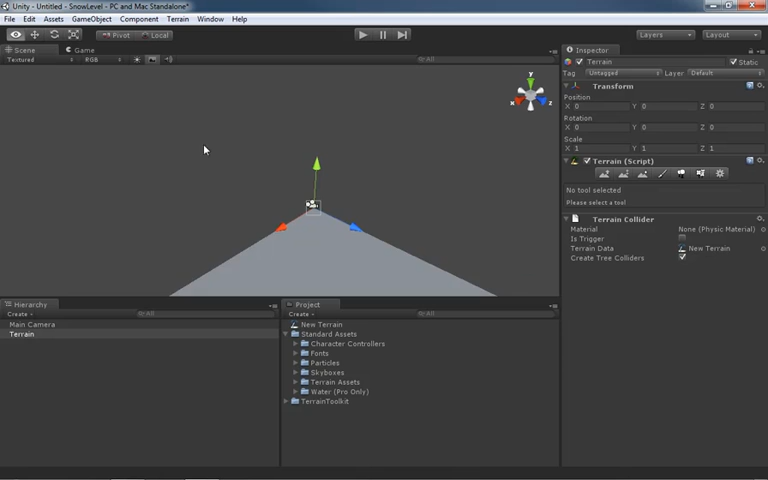 Unity - Untitled - SnowLevel - PC and Mac Standalone*
File Edit Assets GameObject Component Terrain Window Help
Pivot Local Layers Layout
Scene Game
Textured RGB All
y
x z
Inspector
Terrain Static
Tag Untagged Layer Default
Transform
Position
X 0 Y 0 Z 0
Rotation
X 0 Y 0 Z 0
Scale
X 1 Y 1 Z 1
Terrain (Script)
No tool selected
Please select a tool
Terrain Collider
Material None (Physic Material)
Is Trigger
Terrain Data New Terrain
Create Tree Colliders
Hierarchy
Create All
Main Camera
Terrain
Project
Create All
New Terrain
Standard Assets
Character Controllers
Fonts
Particles
Skyboxes
Terrain Assets
Water (Pro Only)
TerrainToolkit